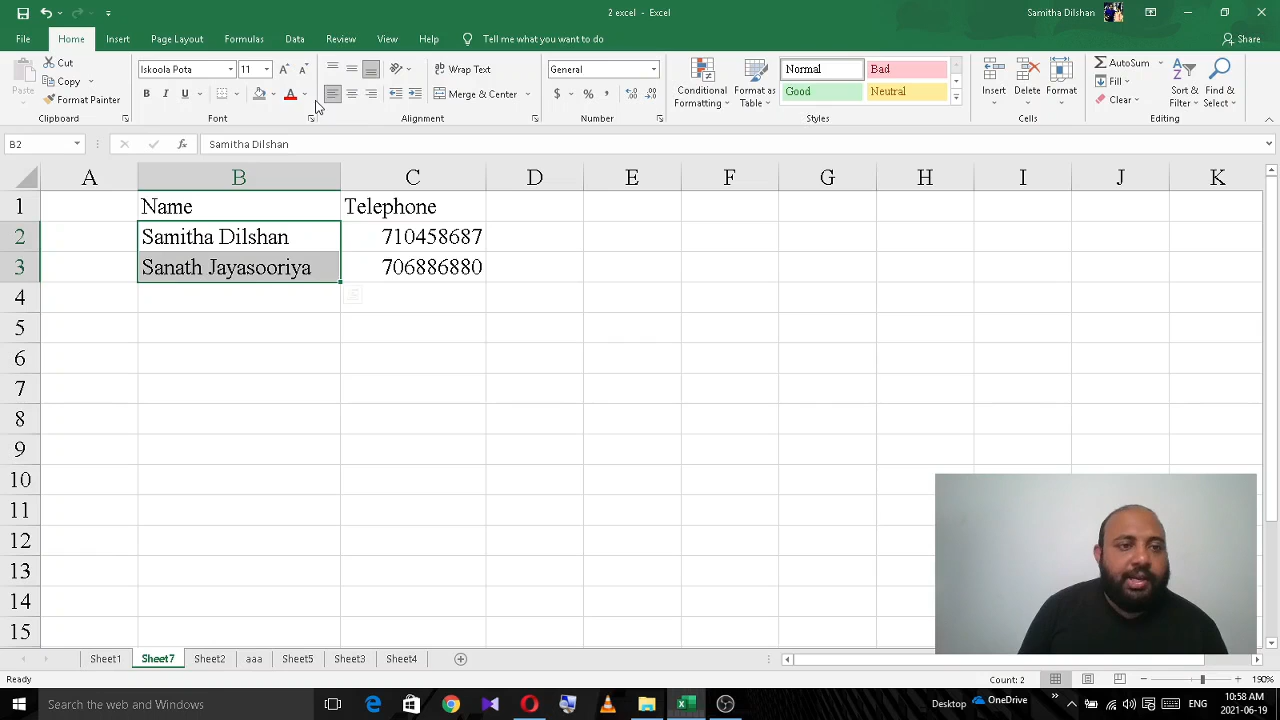 2 excel - Excel
Samitha Dilshan
File Home Insert Page Layout Formulas Data Review View Help Tell me what you want to do Share
Paste Cut Copy Format Painter Clipboard
Iskoola Pota 11 B I U A Font
Wrap Text Merge & Center Alignment
General $ % , Number
Conditional Formatting Format as Table Normal Bad Good Neutral Styles
Insert Delete Format Cells
AutoSum Fill Clear Sort & Filter Find & Select Editing
B2 fx Samitha Dilshan
A B C D E F G H I J K
1 Name Telephone
2 Samitha Dilshan 710458687
3 Sanath Jayasooriya 706886880
4
5
6
7
8
9
10
11
12
13
14
15
Sheet1 Sheet7 Sheet2 aaa Sheet5 Sheet3 Sheet4
Ready Count: 2 190%
Search the web and Windows Desktop OneDrive ENG 10:58 AM
2021-06-19